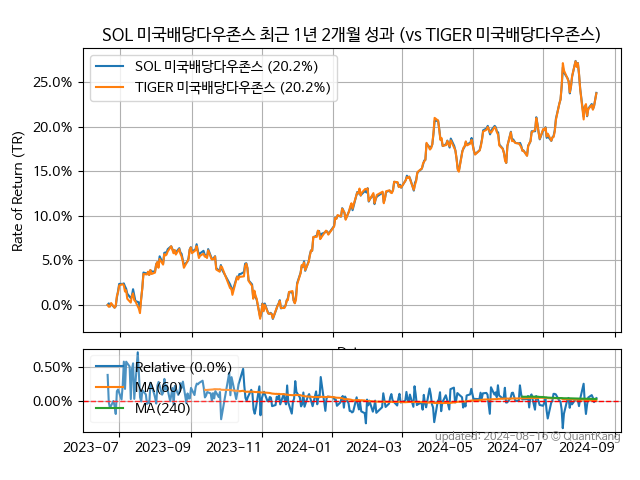 SOL 미국배당다우존스 최근 1년 2개월 성과 (vs TIGER 미국배당다우존스)
SOL 미국배당다우존스 (20.2%)
TIGER 미국배당다우존스 (20.2%)
Rate of Return (TR)
25.0%
20.0%
15.0%
10.0%
5.0%
0.0%
0.50%
0.00%
Relative (0.0%)
MA(60)
MA(240)
2023-07
2023-09
2023-11
2024-01
2024-03
2024-05
2024-07
2024-09
updated: 2024-08-16 © QuantKang